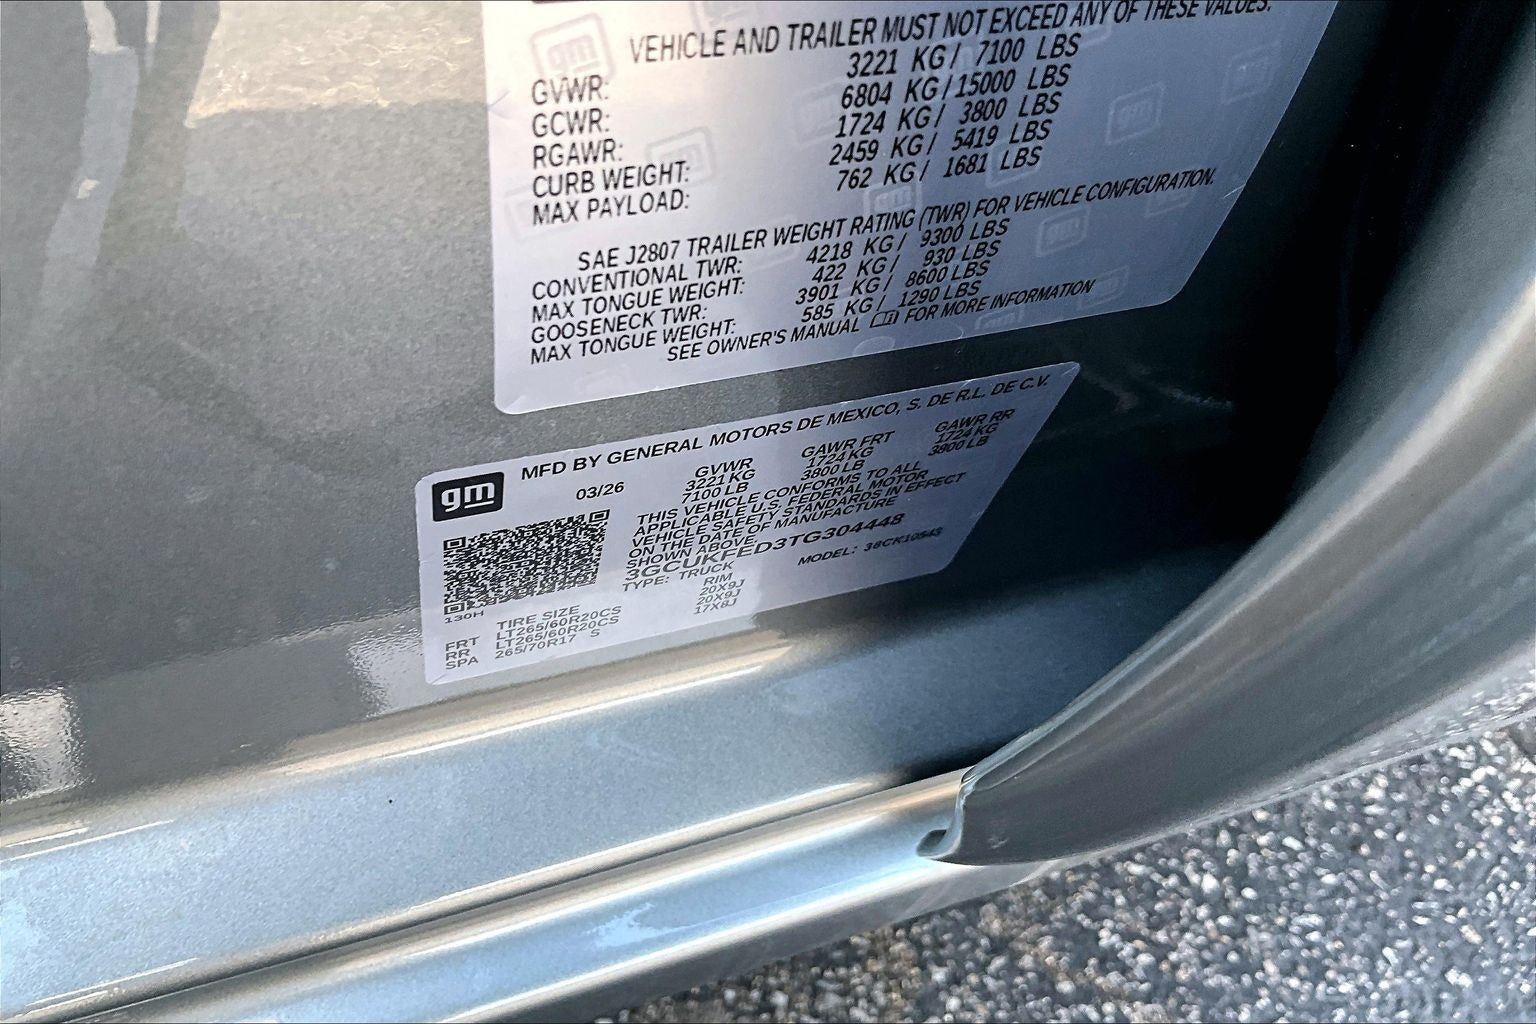 VEHICLE AND TRAILER MUST NOT EXCEED ANY OF THESE VALUES.
GVWR: 3221 KG / 7100 LBS
GCWR: 6804 KG / 15000 LBS
RGAWR: 1724 KG / 3800 LBS
CURB WEIGHT: 2459 KG / 5419 LBS
MAX PAYLOAD: 762 KG / 1681 LBS
SAE J2807 TRAILER WEIGHT RATING (TWR) FOR VEHICLE CONFIGURATION.
CONVENTIONAL TWR: 4218 KG / 9300 LBS
MAX TONGUE WEIGHT: 422 KG / 930 LBS
GOOSENECK TWR: 3901 KG / 8600 LBS
MAX TONGUE WEIGHT: 585 KG / 1290 LBS
SEE OWNER'S MANUAL FOR MORE INFORMATION
gm
MFD BY GENERAL MOTORS DE MEXICO, S. DE R.L. DE C.V.
03/26 GVWR GAWR FRT GAWR RR
3221 KG 1724 KG 1724 KG
7100 LB 3800 LB 3800 LB
THIS VEHICLE CONFORMS TO ALL
APPLICABLE U.S. FEDERAL MOTOR
VEHICLE SAFETY STANDARDS IN EFFECT
ON THE DATE OF MANUFACTURE
SHOWN ABOVE.
3GCUKFED3TG304448
TYPE: TRUCK MODEL: 38CK10543
130H
TIRE SIZE RIM
FRT LT265/60R20CS 20X9J
RR LT265/60R20CS 20X9J
SPA 265/70R17 S 17X8J